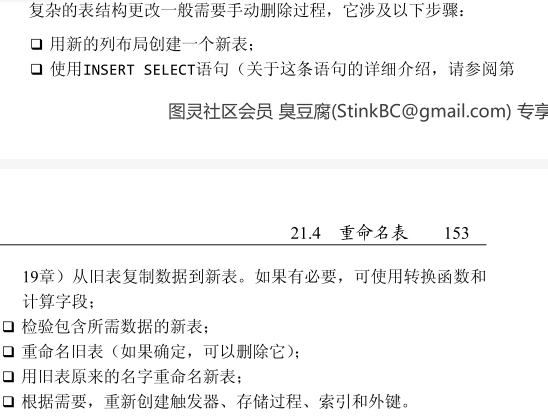 复杂的表结构更改一般需要手动删除过程，它涉及以下步骤：
❑ 用新的列布局创建一个新表；
❑ 使用INSERT SELECT语句（关于这条语句的详细介绍，请参阅第
图灵社区会员 臭豆腐(StinkBC@gmail.com) 专享
21.4 重命名表 153
19章）从旧表复制数据到新表。如果有必要，可使用转换函数和
计算字段；
❑ 检验包含所需数据的新表；
❑ 重命名旧表（如果确定，可以删除它）；
❑ 用旧表原来的名字重命名新表；
❑ 根据需要，重新创建触发器、存储过程、索引和外键。